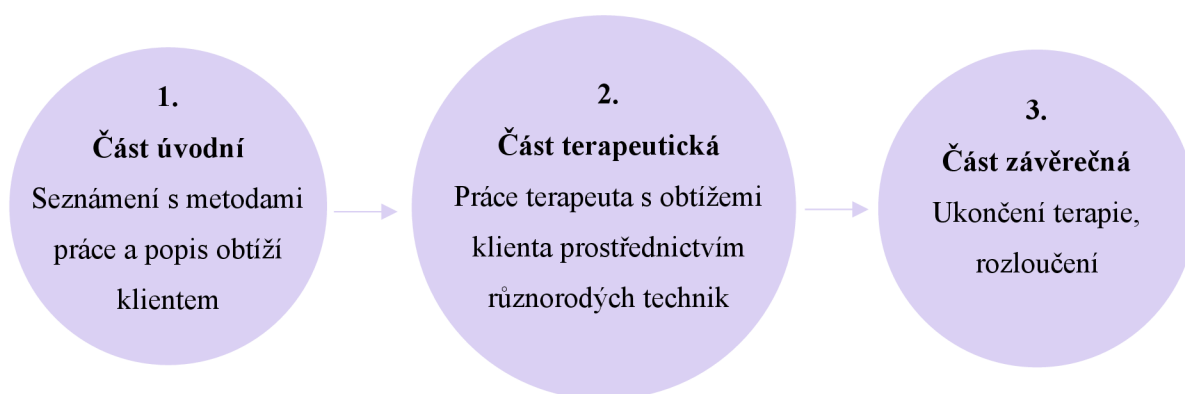 1.
Část úvodní
Seznámení s metodami
práce a popis obtíží
klientem
2.
Část terapeutická
Práce terapeuta s obtížemi
klienta prostřednictvím
různorodých technik
3.
Část závěrečná
Ukončení terapie,
rozloučení